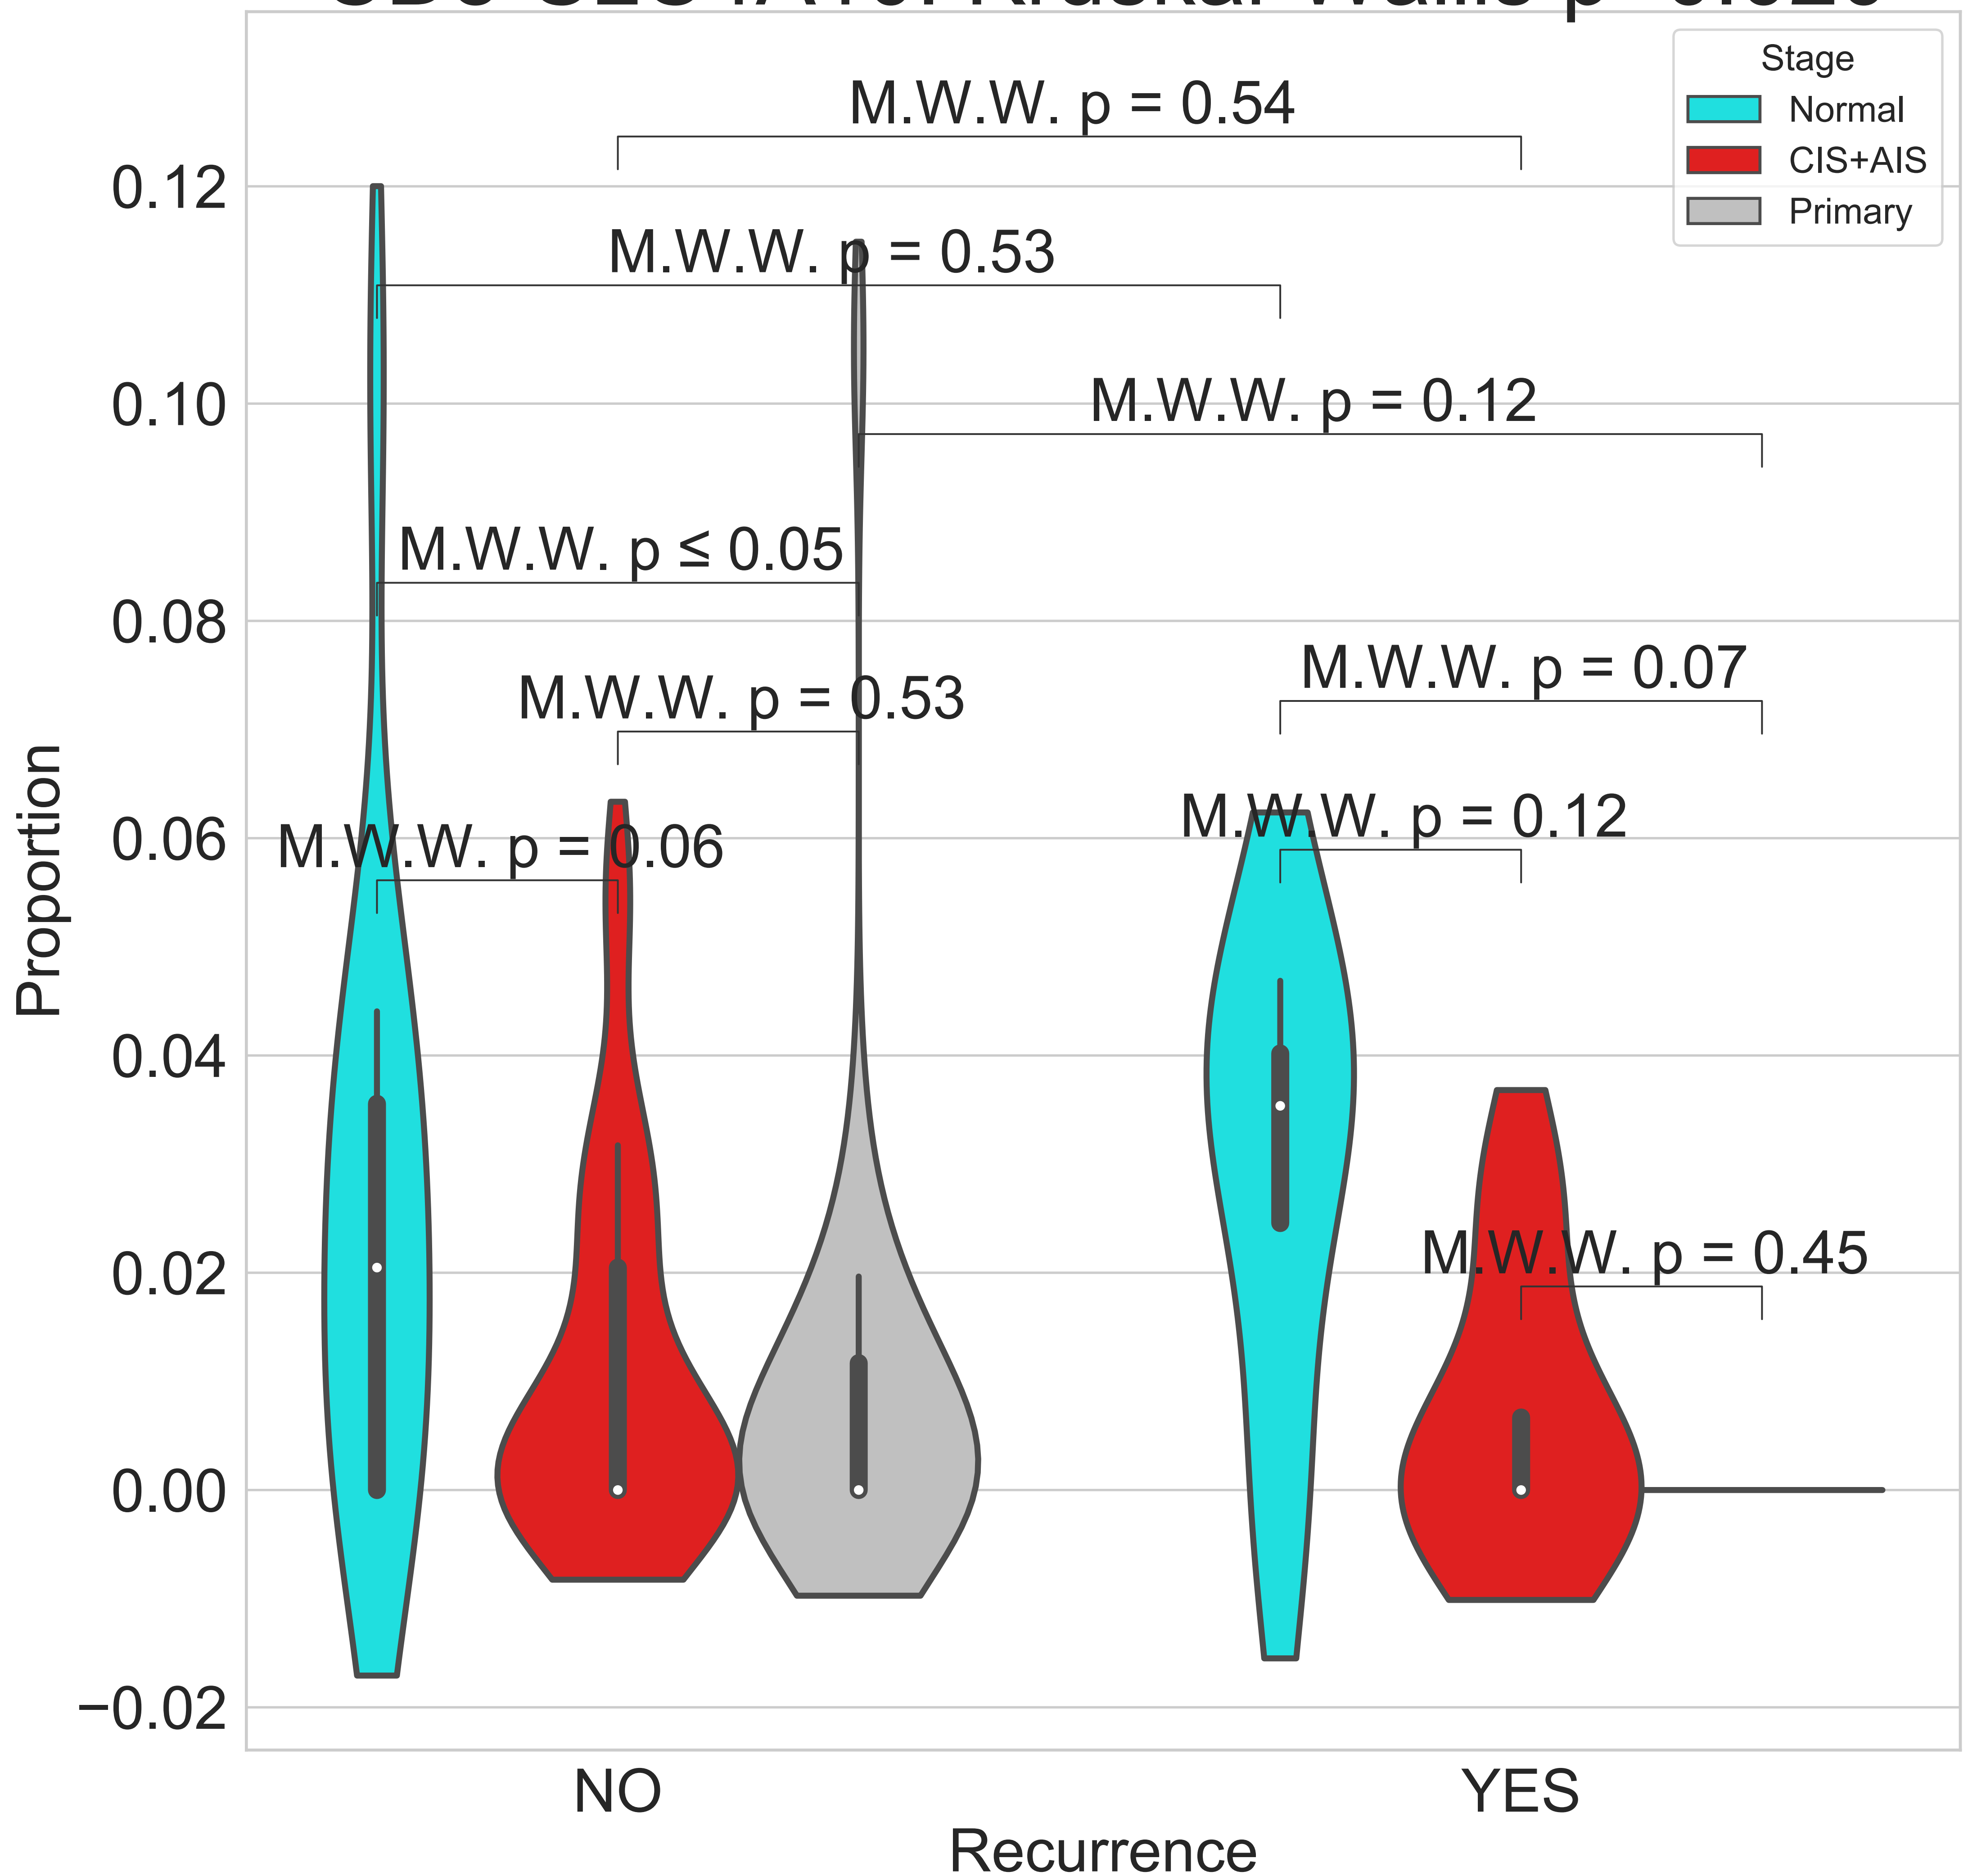 Stage
Normal
CIS+AIS
Primary
M.W.W. p = 0.54
M.W.W. p = 0.53
M.W.W. p = 0.12
M.W.W. p ≤ 0.05
M.W.W. p = 0.53
M.W.W. p = 0.07
M.W.W. p = 0.06
M.W.W. p = 0.12
M.W.W. p = 0.45
0.12
0.10
0.08
0.06
0.04
0.02
0.00
−0.02
Proportion
NO
YES
Recurrence